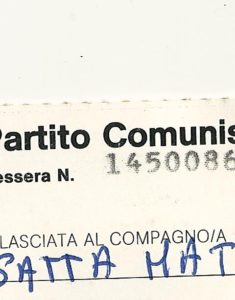 Partito Comunis
essera N. 1450086
LASCIATA AL COMPAGNO/A
SATTA MAT